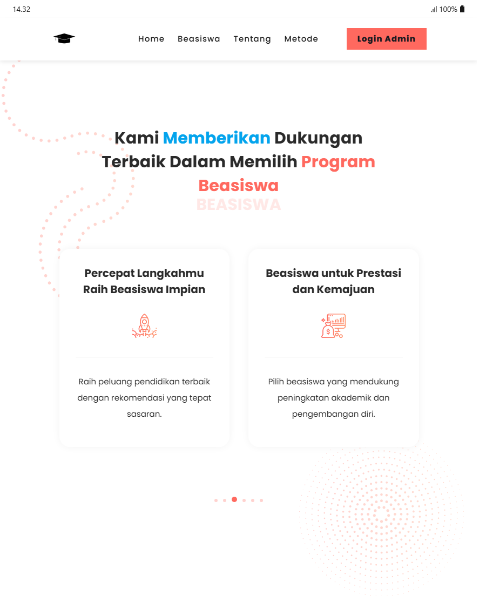 14.32
100%
Home Beasiswa Tentang Metode Login Admin
Kami Memberikan Dukungan
Terbaik Dalam Memilih Program
Beasiswa
BEASISWA
Percepat Langkahmu
Raih Beasiswa Impian
Raih peluang pendidikan terbaik
dengan rekomendasi yang tepat
sasaran.
Beasiswa untuk Prestasi
dan Kemajuan
$
Pilih beasiswa yang mendukung
peningkatan akademik dan
pengembangan diri.